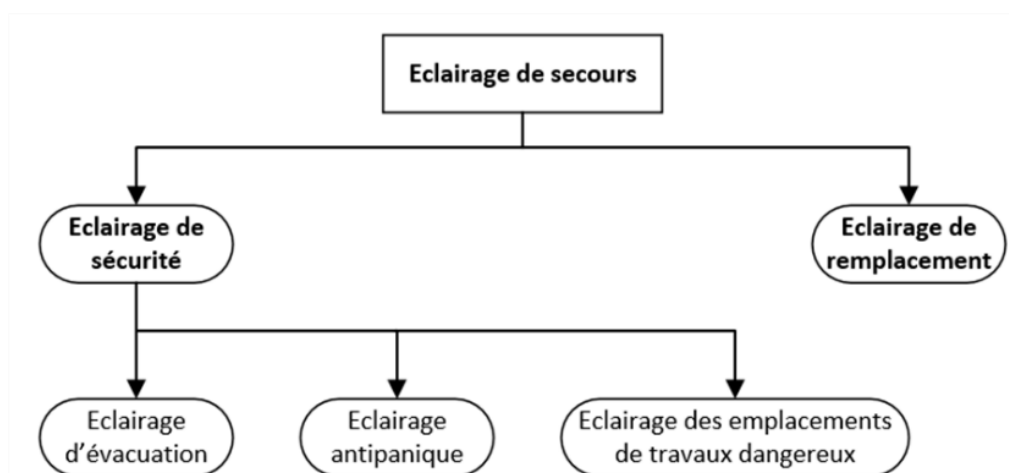 Eclairage de secours
Eclairage de
sécurité
Eclairage de
remplacement
Eclairage
d’évacuation
Eclairage
antipanique
Eclairage des emplacements
de travaux dangereux